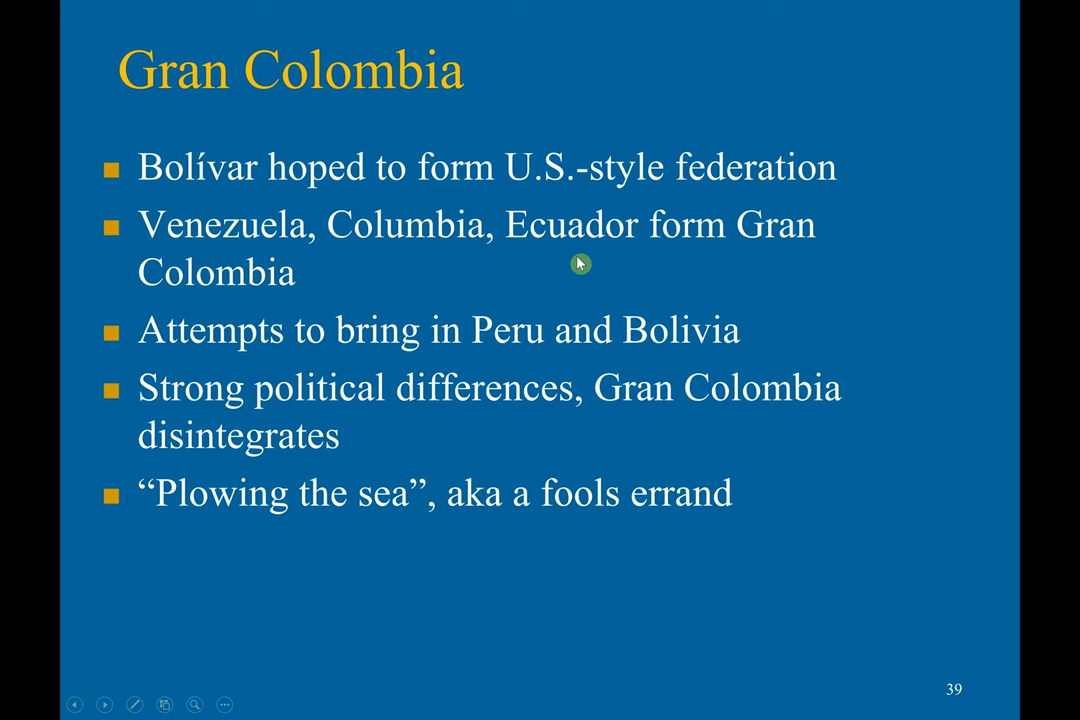 Gran Colombia
Bolívar hoped to form U.S.-style federation
Venezuela, Columbia, Ecuador form Gran
Colombia
Attempts to bring in Peru and Bolivia
Strong political differences, Gran Colombia
disintegrates
“Plowing the sea”, aka a fools errand
39